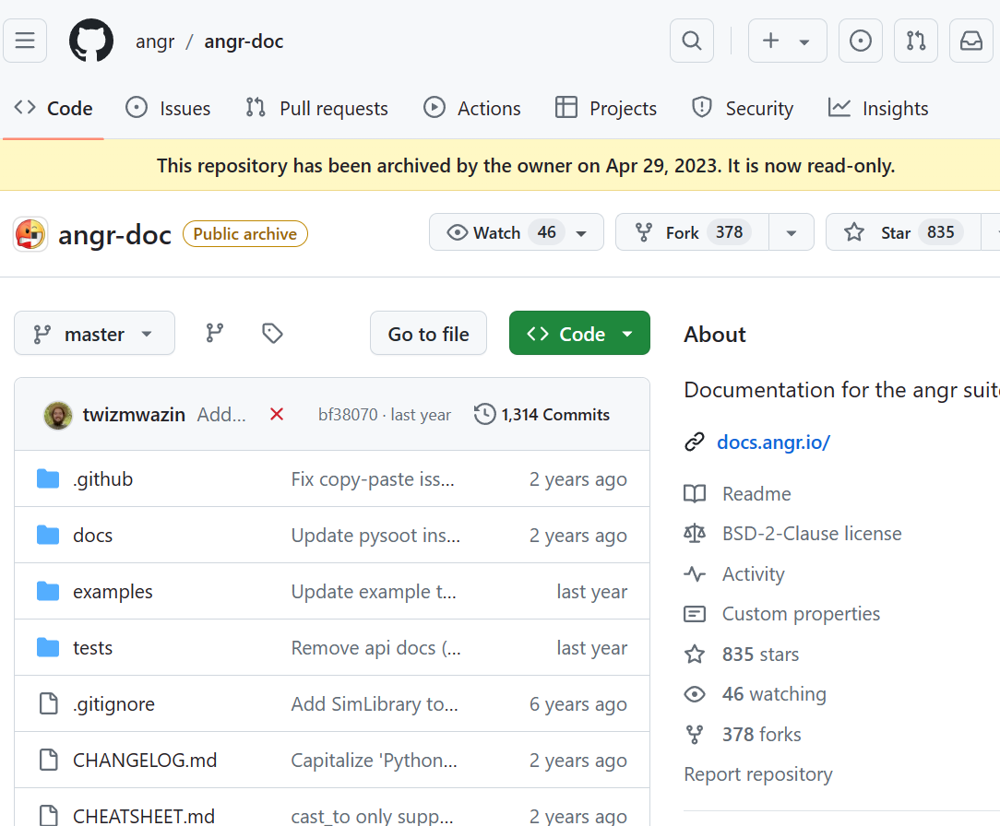 angr / angr-doc
Code Issues Pull requests Actions Projects Security Insights
This repository has been archived by the owner on Apr 29, 2023. It is now read-only.
angr-doc Public archive Watch 46 Fork 378 Star 835
master Go to file Code
twizmwazin Add... bf38070 · last year 1,314 Commits
.github Fix copy-paste iss... 2 years ago
docs Update pysoot ins... 2 years ago
examples Update example t... last year
tests Remove api docs (... last year
.gitignore Add SimLibrary to... 6 years ago
CHANGELOG.md Capitalize 'Python... 2 years ago
CHEATSHEET.md cast_to only supp... 2 years ago
About
Documentation for the angr suite
docs.angr.io/
Readme
BSD-2-Clause license
Activity
Custom properties
835 stars
46 watching
378 forks
Report repository